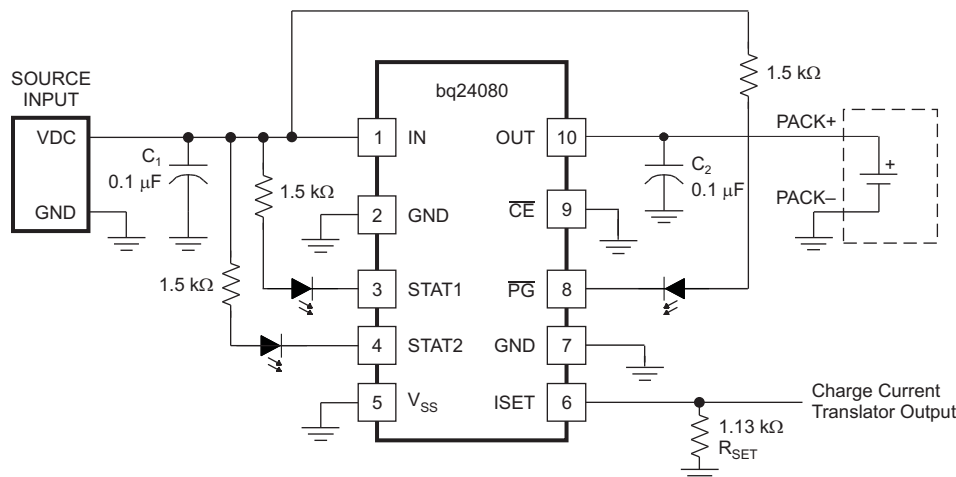 1.5 kΩ
SOURCE
INPUT
bq24080
VDC
1
IN
OUT
10
PACK+
C1
0.1 μF
C2
0.1 μF
+
1.5 kΩ
GND
2
GND
CE
9
PACK–
1.5 kΩ
3
STAT1
PG
8
4
STAT2
GND
7
5
VSS
ISET
6
Charge Current
Translator Output
1.13 kΩ
RSET